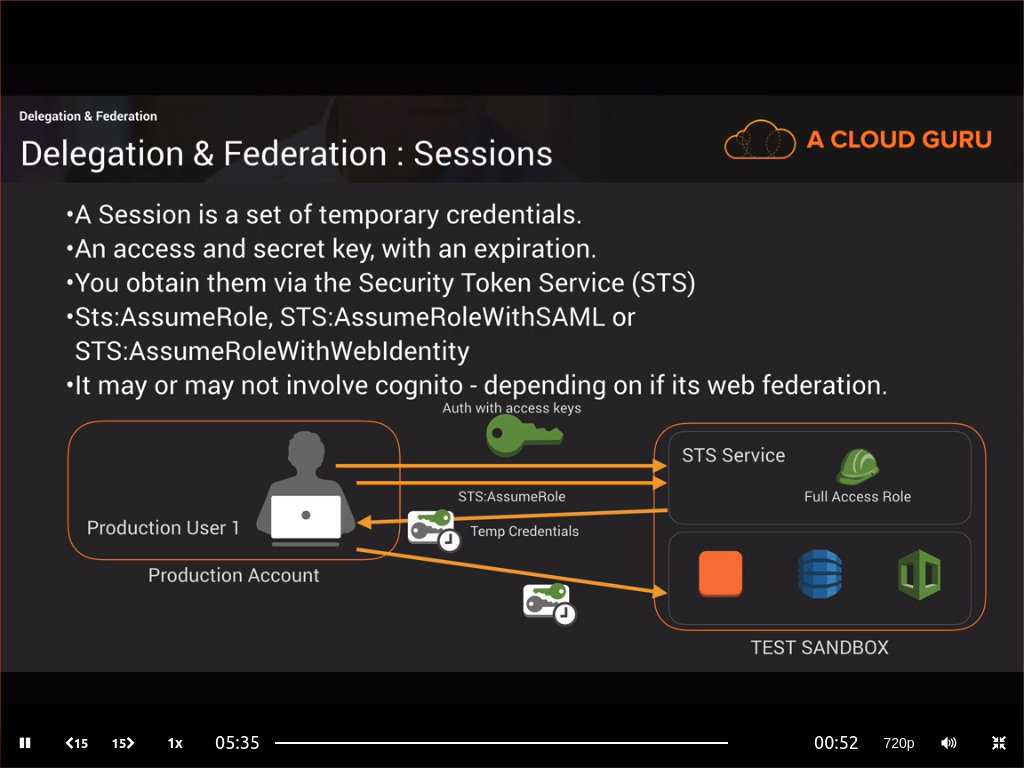 Delegation & Federation
Delegation & Federation : Sessions
A CLOUD GURU
•A Session is a set of temporary credentials.
•An access and secret key, with an expiration.
•You obtain them via the Security Token Service (STS)
•Sts:AssumeRole, STS:AssumeRoleWithSAML or
STS:AssumeRoleWithWebIdentity
•It may or may not involve cognito - depending on if its web federation.
Auth with access keys
STS Service
STS:AssumeRole
Full Access Role
Production User 1
Temp Credentials
Production Account
TEST SANDBOX
15
15
1x
05:35
00:52
720p